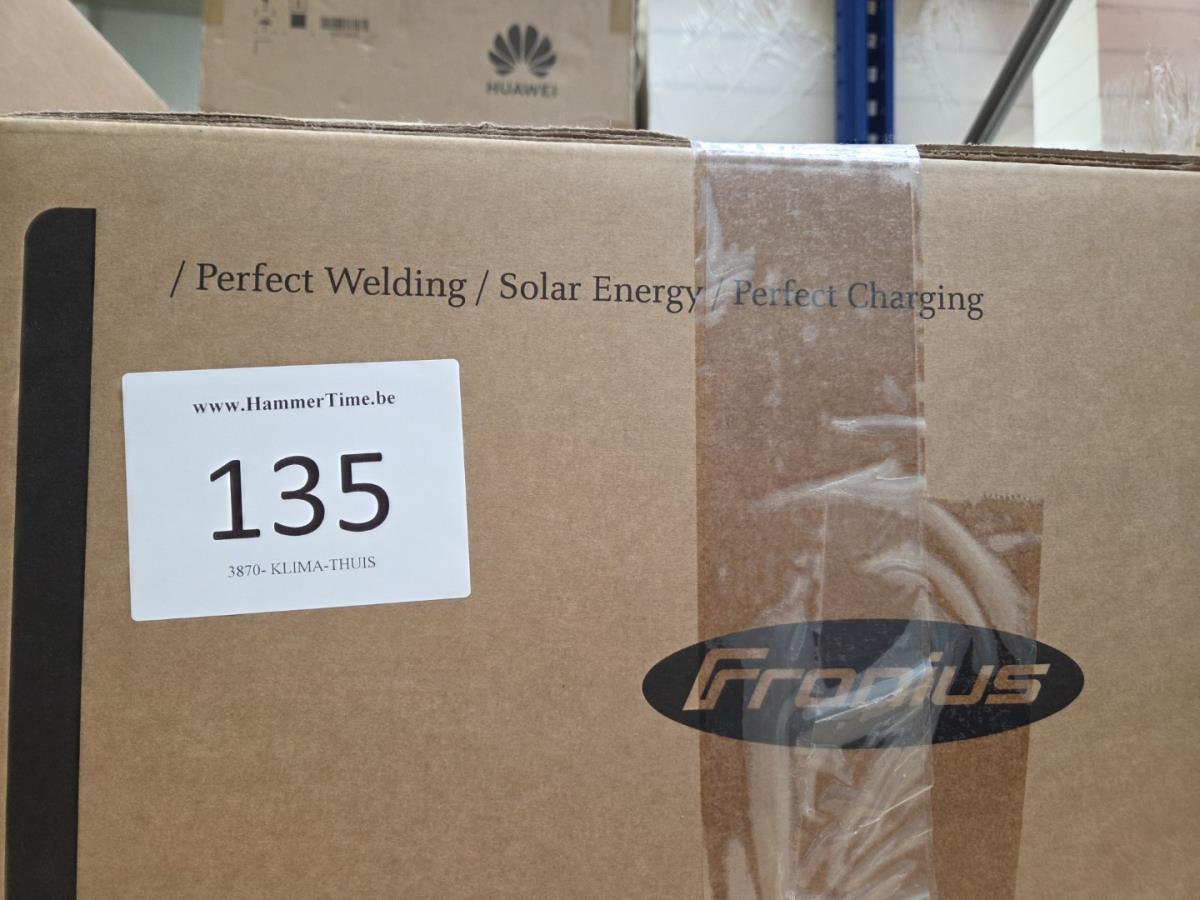 HUAWEI
/ Perfect Welding / Solar Energy / Perfect Charging
www.HammerTime.be
135
3870- KLIMA-THUIS
Fronius